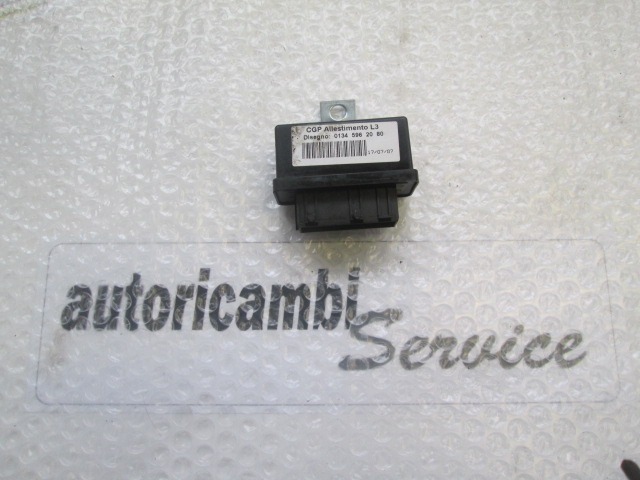 CGP Allestimento L3
Disegno: 0134 596 20 80
17/07/07
autoricambi
Service